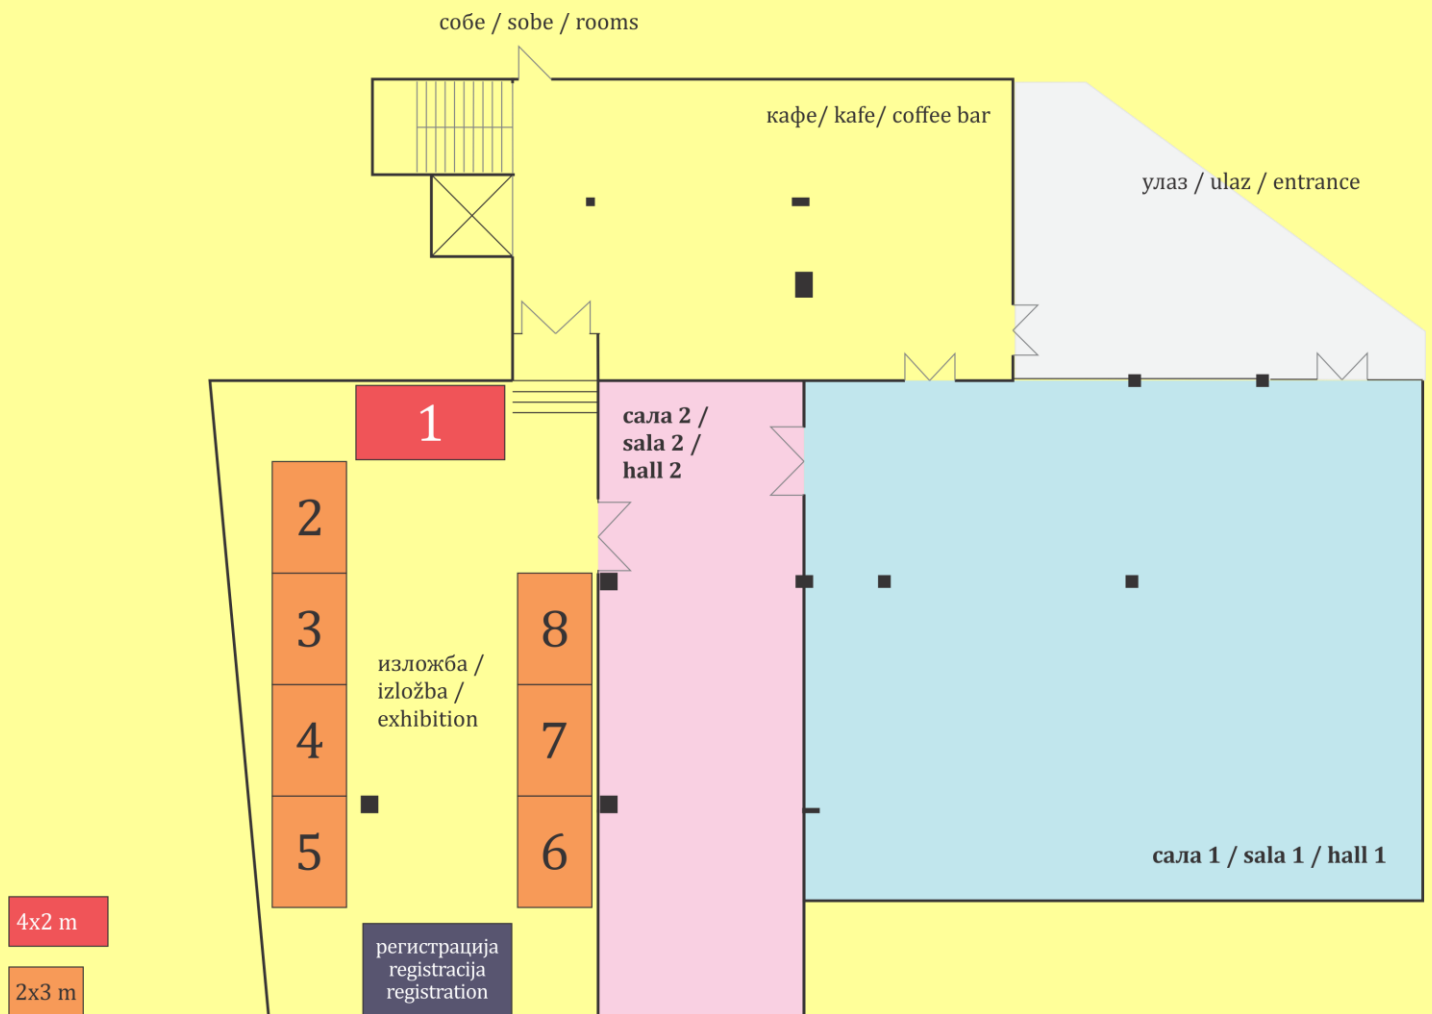 собе / sobe / rooms
кафе/ kafe/ coffee bar
улаз / ulaz / entrance
1
сала 2 /
sala 2 /
hall 2
2
3
8
изложба /
izložba /
exhibition
4
7
5
6
сала 1 / sala 1 / hall 1
4x2 m
регистрација
registracija
registration
2x3 m